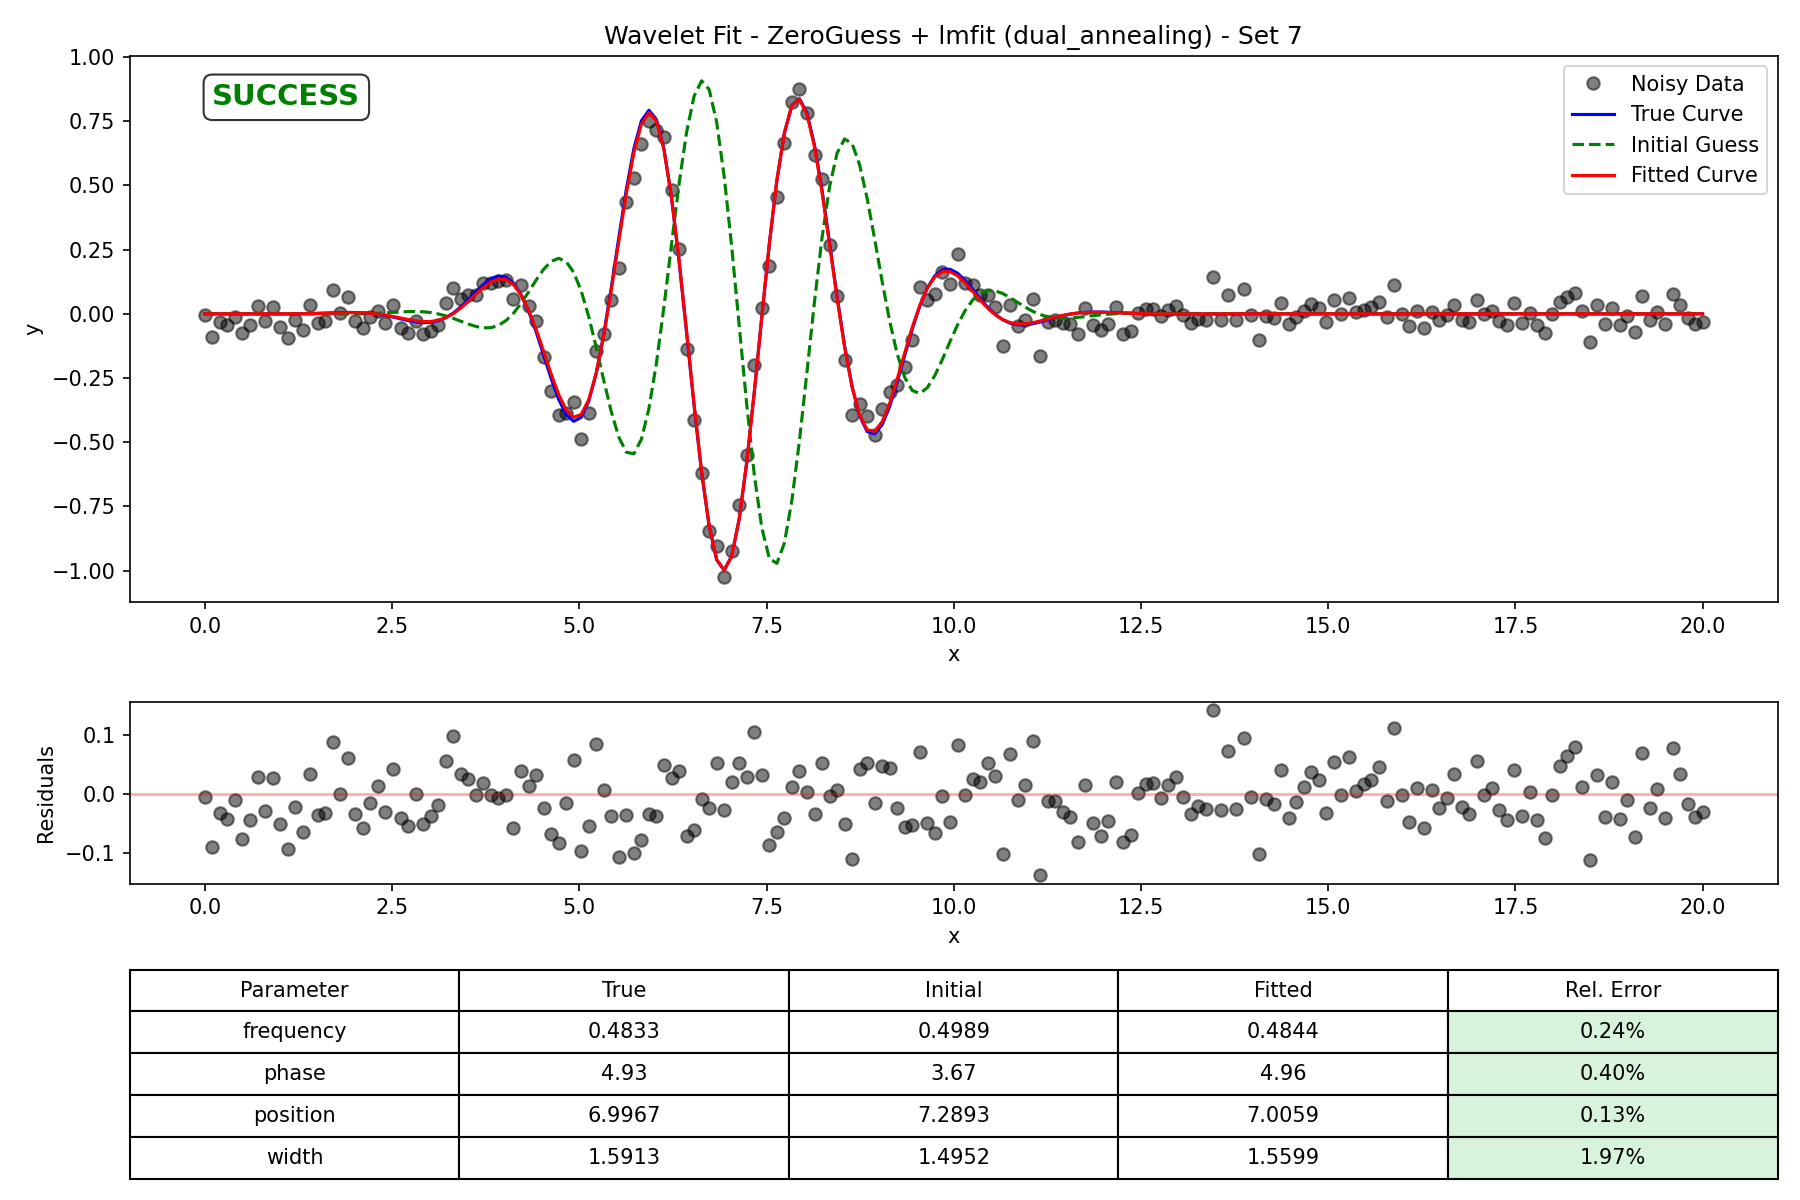 Wavelet Fit - ZeroGuess + lmfit (dual_annealing) - Set 7
SUCCESS
Noisy Data
True Curve
Initial Guess
Fitted Curve
y
1.00
0.75
0.50
0.25
0.00
−0.25
−0.50
−0.75
−1.00
0.0 2.5 5.0 7.5 10.0 12.5 15.0 17.5 20.0
x
Residuals
0.1
0.0
−0.1
0.0 2.5 5.0 7.5 10.0 12.5 15.0 17.5 20.0
x
Parameter True Initial Fitted Rel. Error
frequency 0.4833 0.4989 0.4844 0.24%
phase 4.93 3.67 4.96 0.40%
position 6.9967 7.2893 7.0059 0.13%
width 1.5913 1.4952 1.5599 1.97%